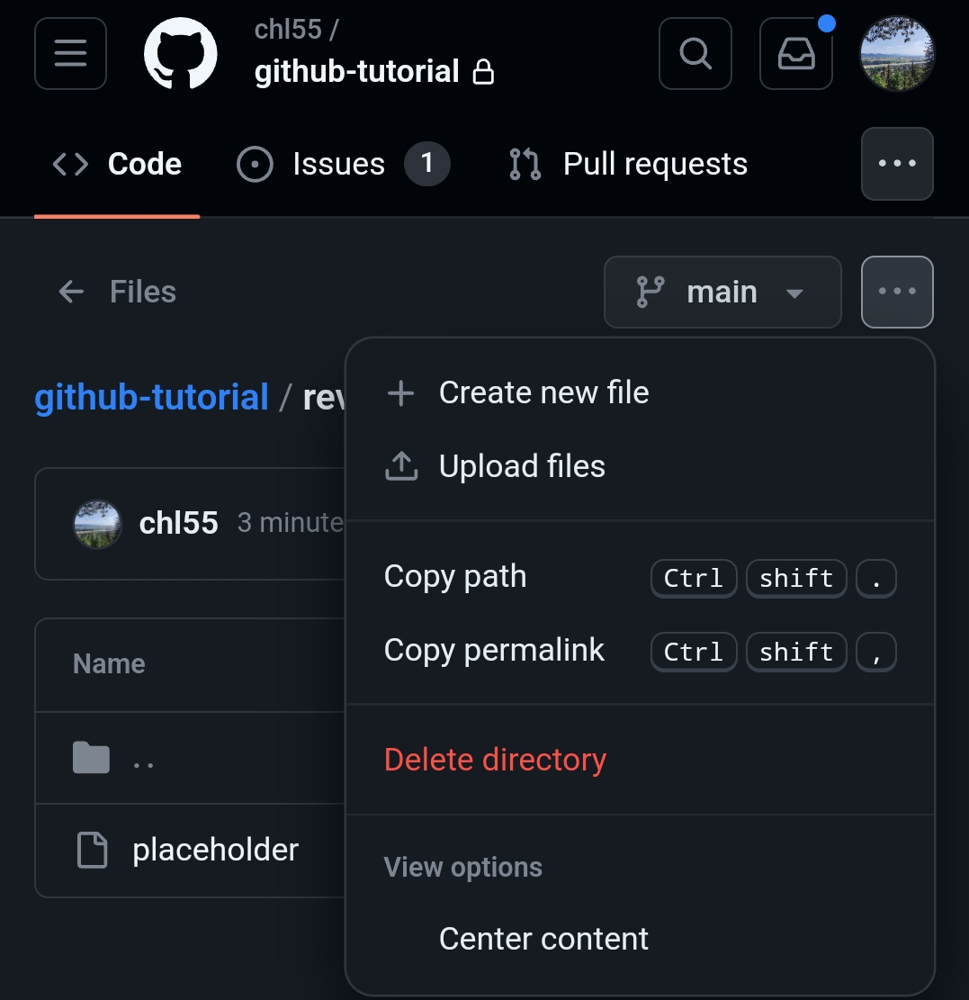 chl55 /
github-tutorial
Code Issues 1 Pull requests
Files main
Create new file
github-tutorial /
Upload files
chl55 3 minute
Copy path Ctrl shift .
Copy permalink Ctrl shift ,
Name
Delete directory
..
placeholder
View options
Center content